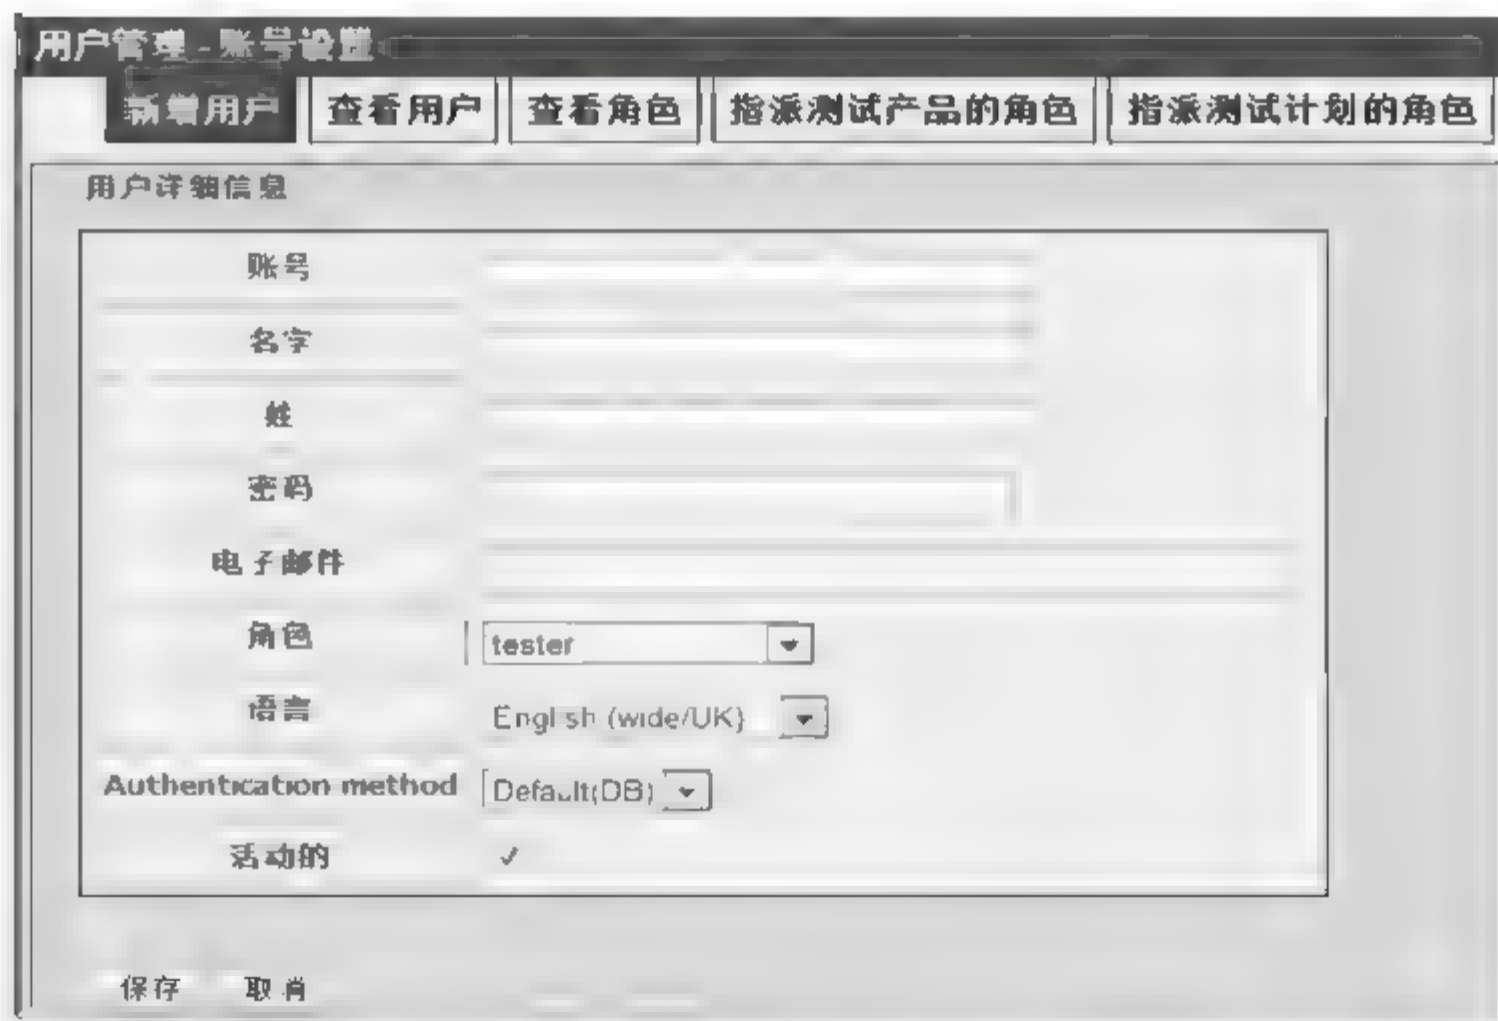 用户管理 - 账号设置
新增用户 查看用户 查看角色 指派测试产品的角色 指派测试计划的角色
用户详细信息
账号
名字
姓
密码
电子邮件
角色 tester
语言 English (wide/UK)
Authentication method Default(DB)
活动的 ✓
保存 取消